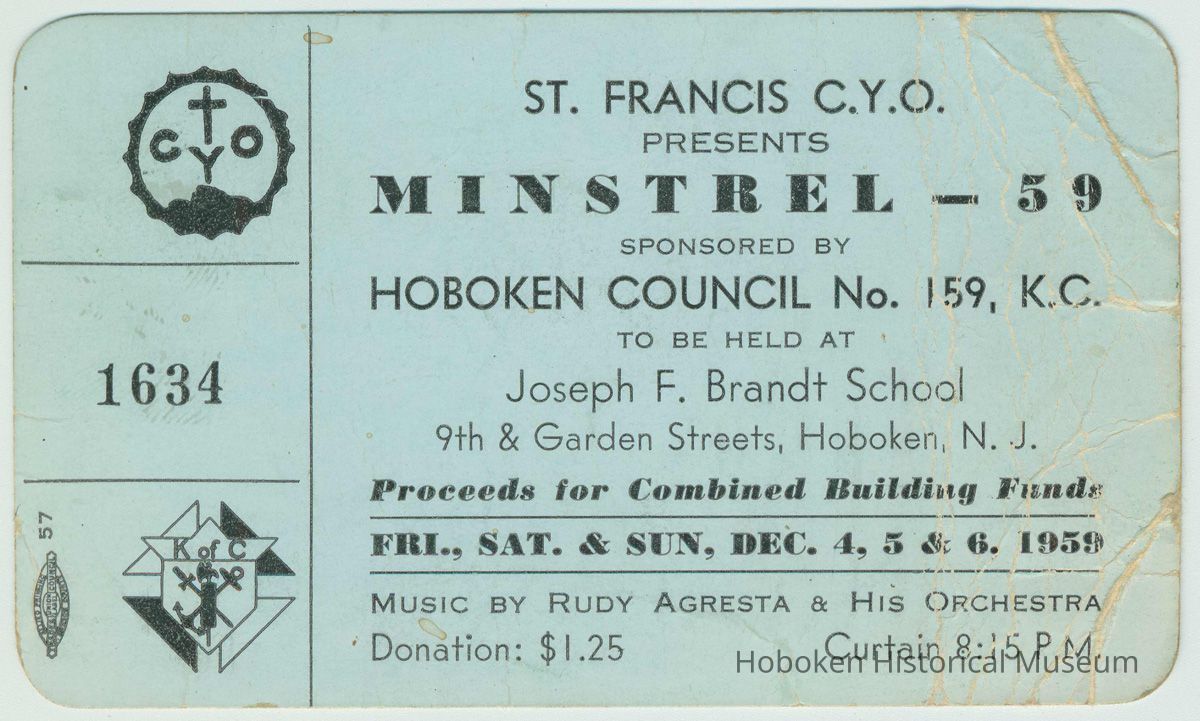 C Y O
1634
57
K of C
ST. FRANCIS C.Y.O.
PRESENTS
MINSTREL — 59
SPONSORED BY
HOBOKEN COUNCIL No. 159, K.C.
TO BE HELD AT
Joseph F. Brandt School
9th & Garden Streets, Hoboken, N. J.
Proceeds for Combined Building Funds
FRI., SAT. & SUN, DEC. 4, 5 & 6. 1959
MUSIC BY RUDY AGRESTA & HIS ORCHESTRA
Donation: $1.25 Curtain 8:15 P.M.
Hoboken Historical Museum